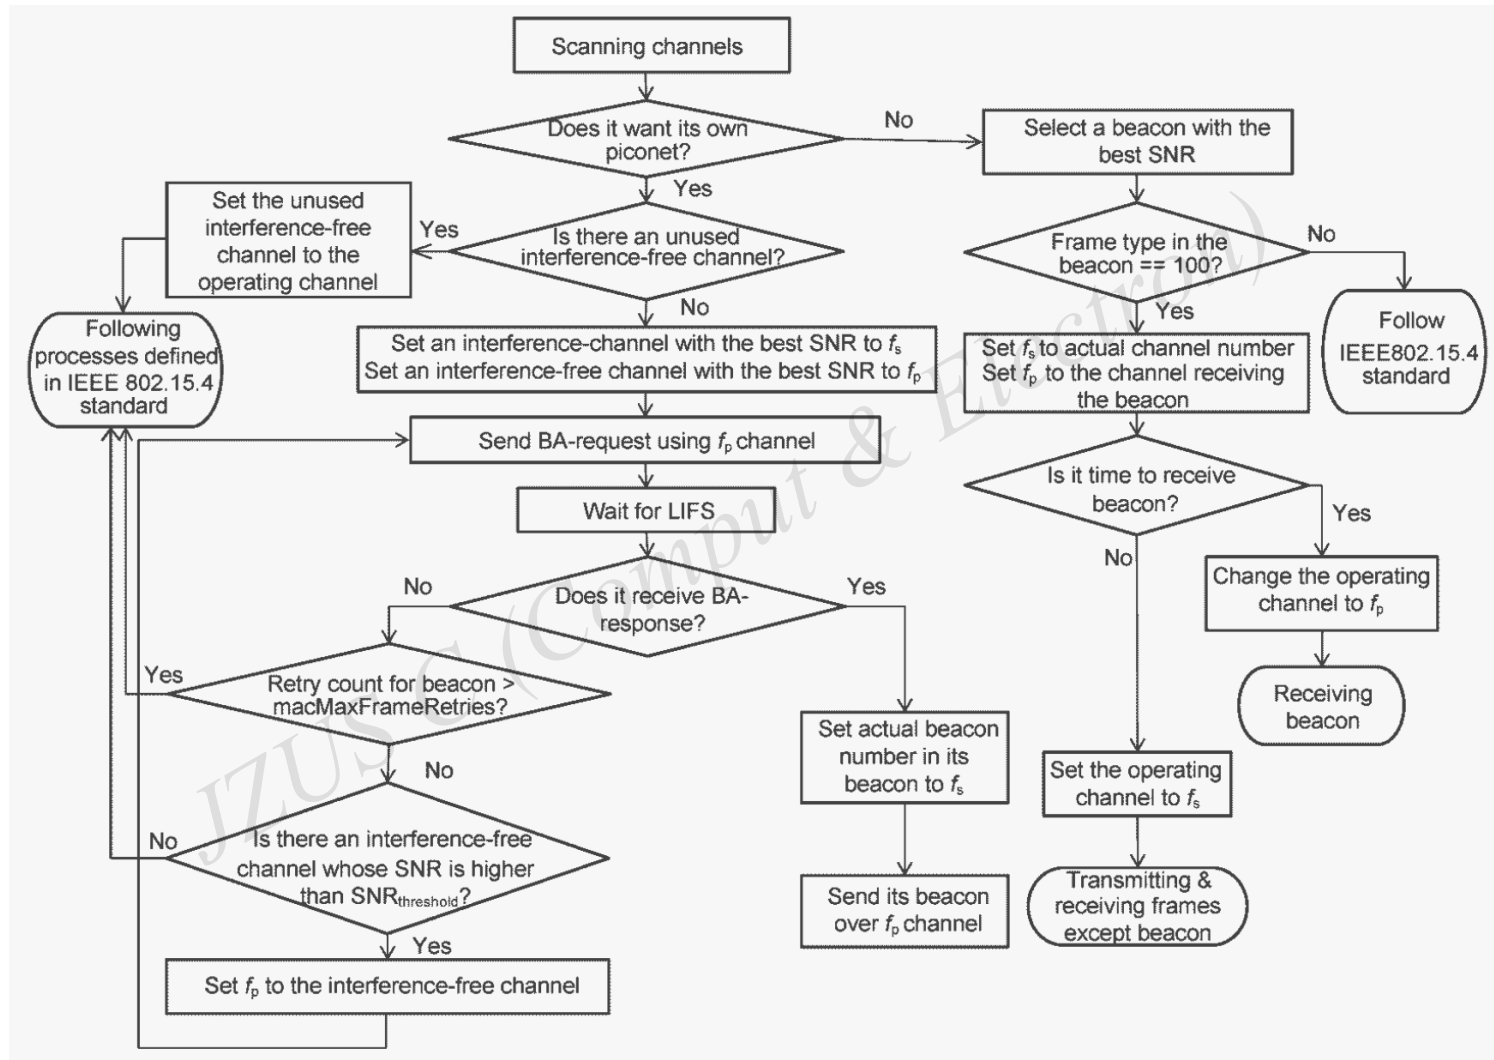 Scanning channels
Does it want its own
piconet?
No
Select a beacon with the
best SNR
Yes
Set the unused
interference-free
channel to the
operating channel
Yes
Is there an unused
interference-free channel?
Frame type in the
beacon == 100?
No
No
Yes
Following
processes defined
in IEEE 802.15.4
standard
Set an interference-channel with the best SNR to fs
Set an interference-free channel with the best SNR to fp
Set fs to actual channel number
Set fp to the channel receiving
the beacon
Follow
IEEE802.15.4
standard
Send BA-request using fp channel
Is it time to receive
beacon?
Wait for LIFS
Yes
No
No
Does it receive BA-
response?
Yes
Change the operating
channel to fp
Yes
Retry count for beacon >
macMaxFrameRetries?
Receiving
beacon
Set actual beacon
number in its
beacon to fs
Set the operating
channel to fs
No
No
Is there an interference-free
channel whose SNR is higher
than SNRthreshold?
Send its beacon
over fp channel
Transmitting &
receiving frames
except beacon
Yes
Set fp to the interference-free channel
JZUS C (Comput & Electron)